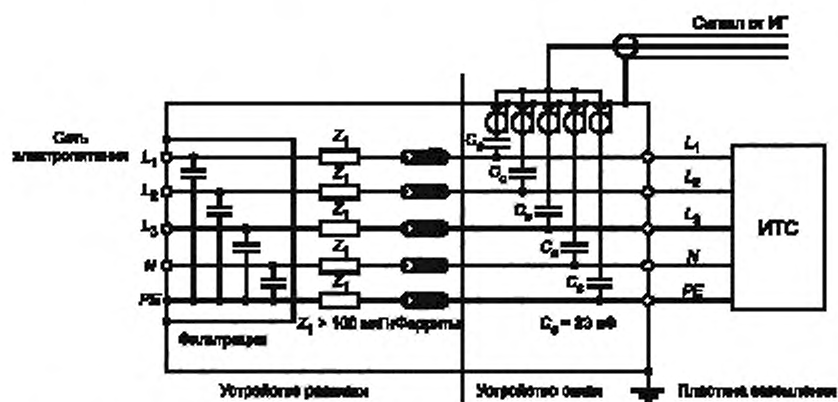 Сигнал от ИГ
Сеть
электропитания
L1
Z1
Cc
L1
L2
Z1
Cc
L2
L3
Z1
Cc
L3
ИТС
N
Z1
Cc
N
PE
Z1
Cc
PE
Фильтрация
Z1 > 100 мкГн
Ферриты
Cc = 33 нФ
Устройство развязки
Устройство связи
Пластина заземления